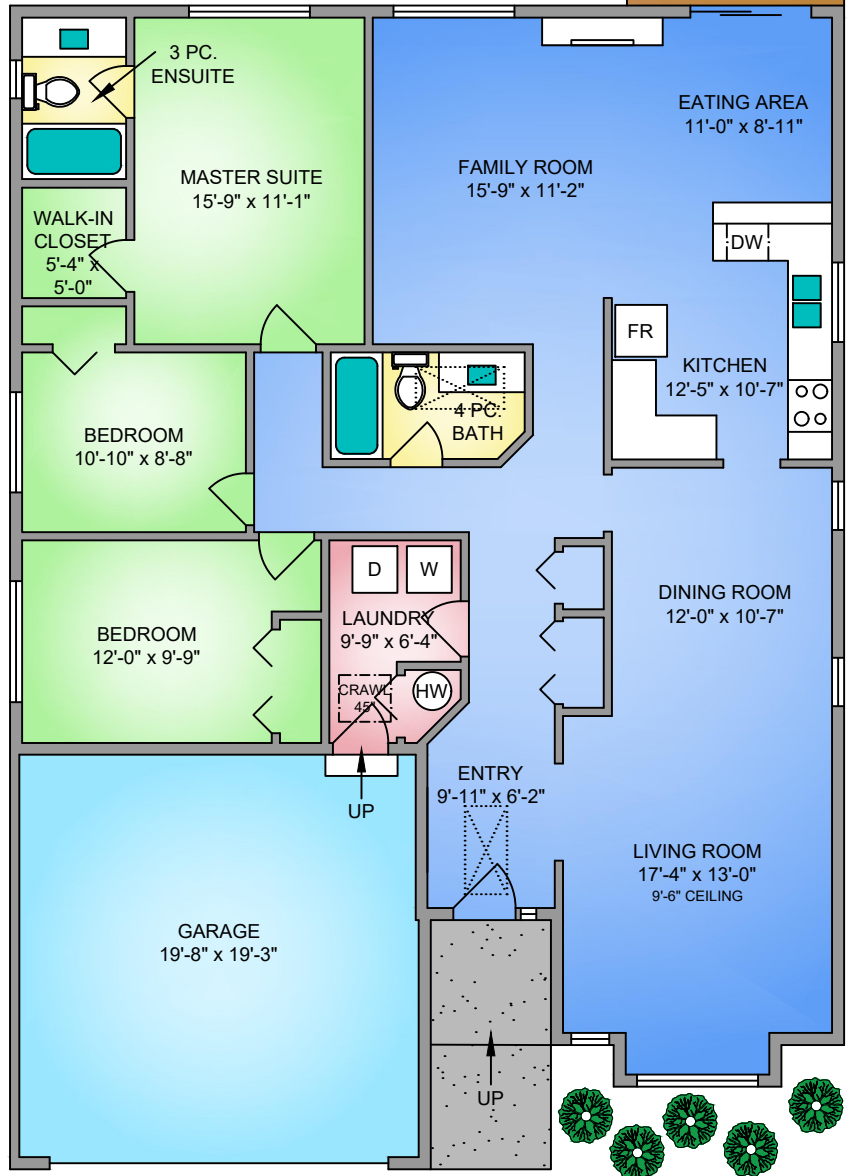 3 PC.
ENSUITE
EATING AREA
11'-0" x 8'-11"
MASTER SUITE
15'-9" x 11'-1"
FAMILY ROOM
15'-9" x 11'-2"
WALK-IN
CLOSET
5'-4" x
5'-0"
DW
FR
KITCHEN
12'-5" x 10'-7"
4 PC.
BATH
BEDROOM
10'-10" x 8'-8"
D
W
LAUNDRY
9'-9" x 6'-4"
DINING ROOM
12'-0" x 10'-7"
BEDROOM
12'-0" x 9'-9"
CRAWL
45"
HW
UP
ENTRY
9'-11" x 6'-2"
LIVING ROOM
17'-4" x 13'-0"
9'-6" CEILING
GARAGE
19'-8" x 19'-3"
UP